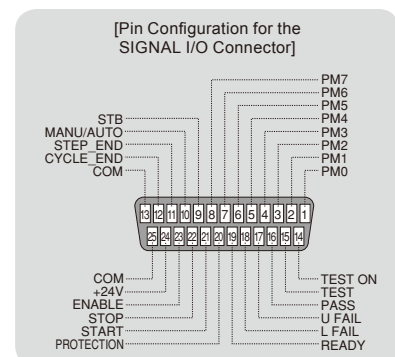 [Pin Configuration for the
SIGNAL I/O Connector]
PM7
PM6
PM5
STB PM4
MANU/AUTO PM3
STEP_END PM2
CYCLE_END PM1
COM PM0
13 12 11 10 9 8 7 6 5 4 3 2 1
25 24 23 22 21 20 19 18 17 16 15 14
COM TEST ON
+24V TEST
ENABLE PASS
STOP U FAIL
START L FAIL
PROTECTION READY